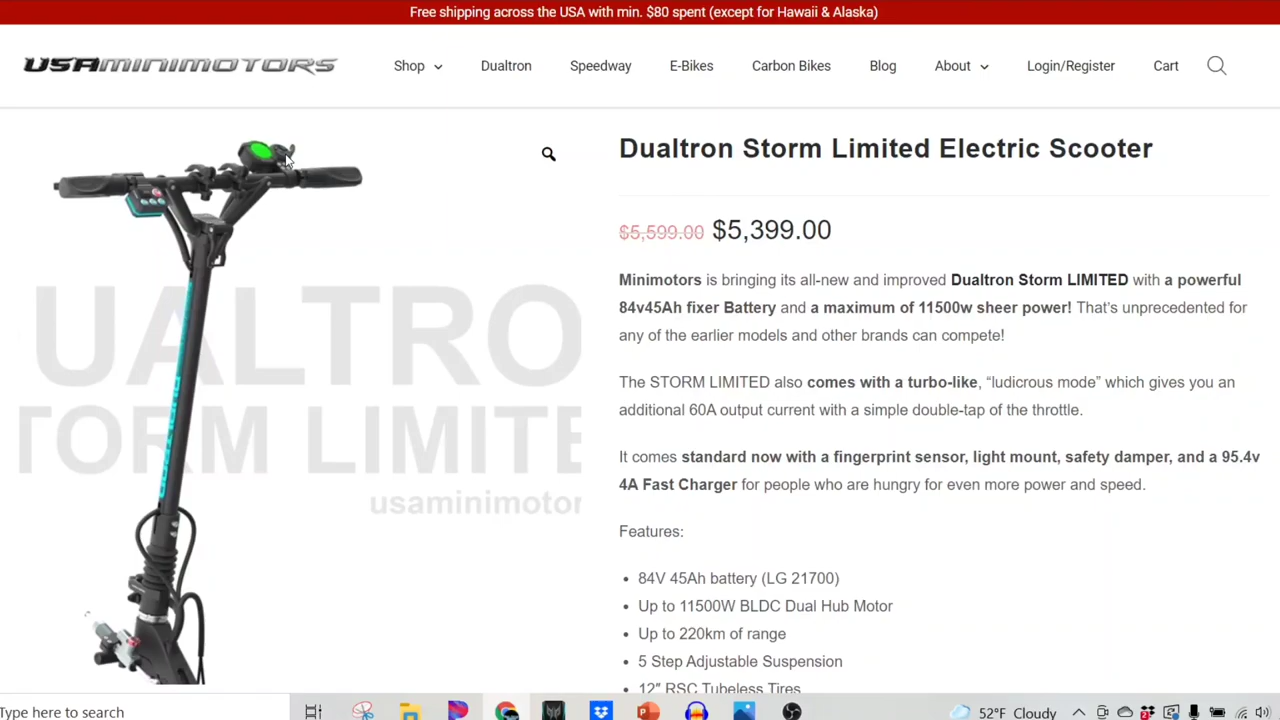 Free shipping across the USA with min. $80 spent (except for Hawaii & Alaska)
USAMINIMOTORS
Shop
Dualtron
Speedway
E-Bikes
Carbon Bikes
Blog
About
Login/Register
Cart
Dualtron Storm Limited Electric Scooter
$5,599.00 $5,399.00
Minimotors is bringing its all-new and improved Dualtron Storm LIMITED with a powerful
84v45Ah fixer Battery and a maximum of 11500w sheer power! That's unprecedented for
any of the earlier models and other brands can compete!
The STORM LIMITED also comes with a turbo-like, “ludicrous mode” which gives you an
additional 60A output current with a simple double-tap of the throttle.
It comes standard now with a fingerprint sensor, light mount, safety damper, and a 95.4v
4A Fast Charger for people who are hungry for even more power and speed.
Features:
84V 45Ah battery (LG 21700)
Up to 11500W BLDC Dual Hub Motor
Up to 220km of range
5 Step Adjustable Suspension
12″ RSC Tubeless Tires
UALTRO
TORM LIMITE
usaminimotor
Type here to search
52°F Cloudy